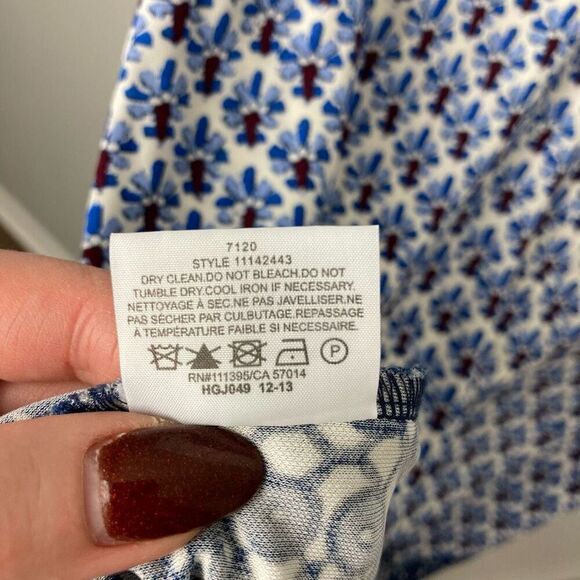 7120
STYLE 11142443
DRY CLEAN.DO NOT BLEACH.DO NOT
TUMBLE DRY.COOL IRON IF NECESSARY.
NETTOYAGE À SEC.NE PAS JAVELLISER.NE
PAS SÉCHER PAR CULBUTAGE.REPASSAGE
À TEMPÉRATURE FAIBLE SI NÉCESSAIRE.
P
RN#111395/CA 57014
HGJ049 12-13